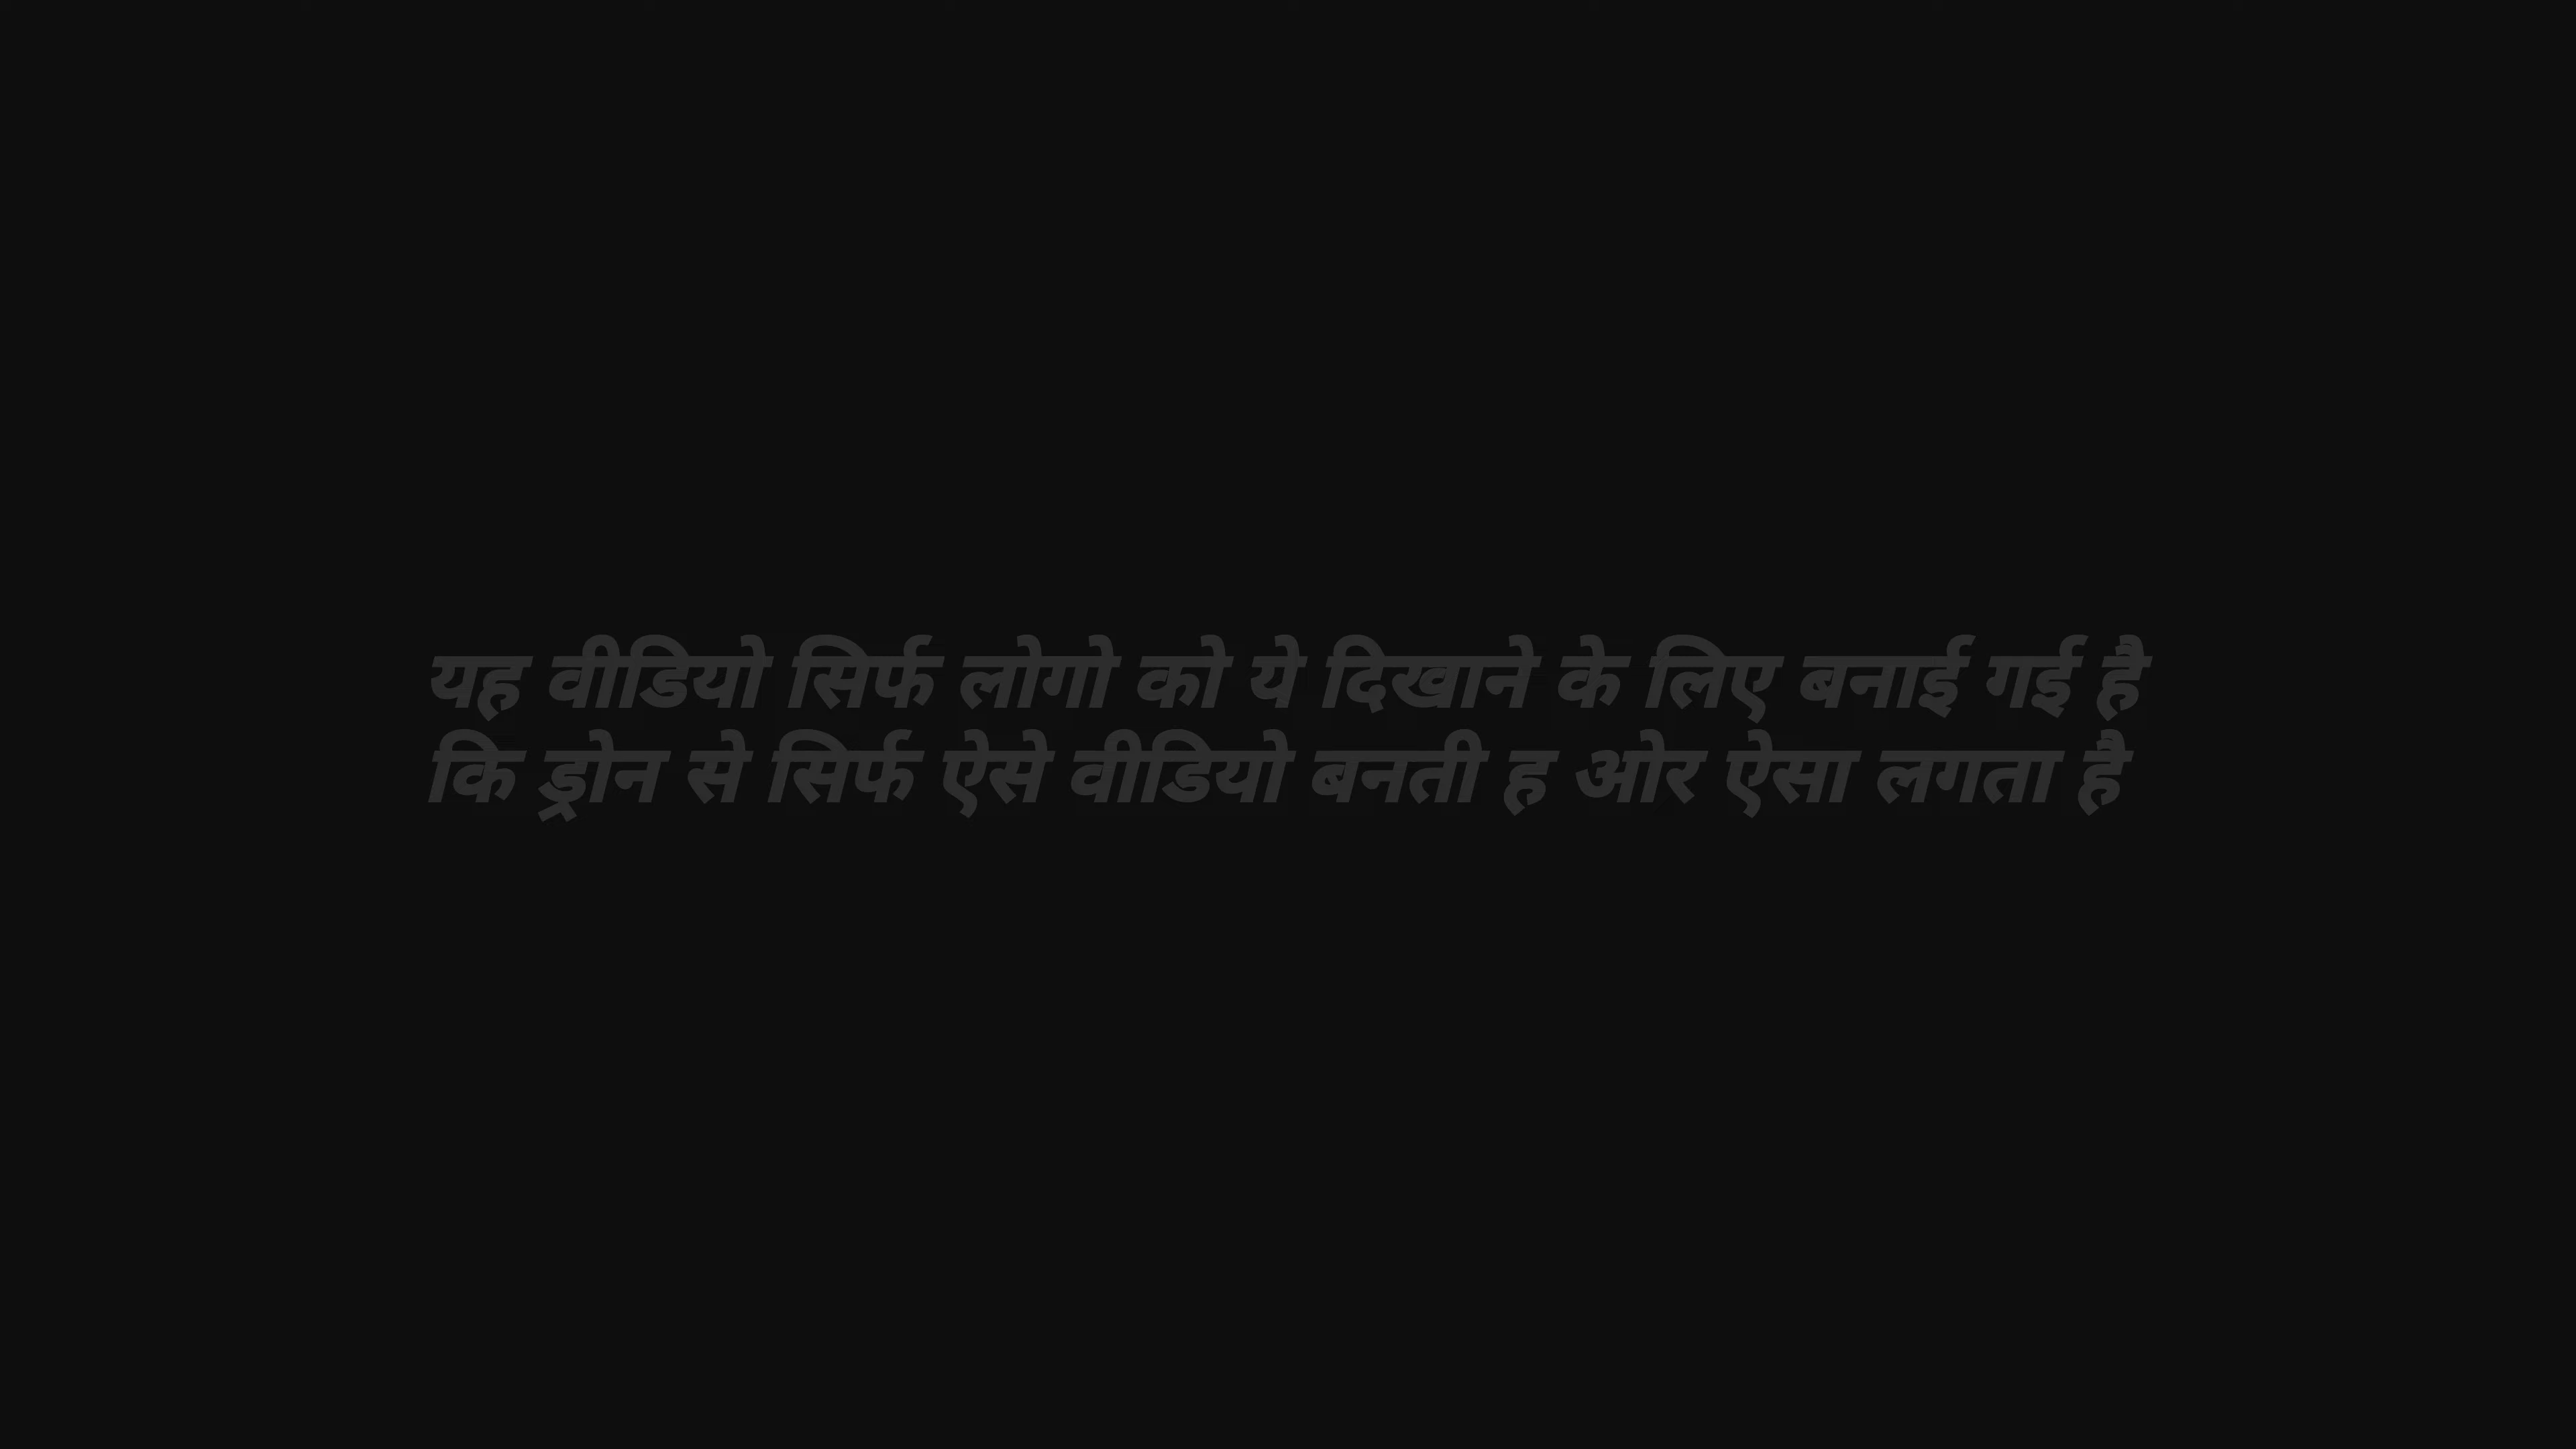 यह वीडियो सिर्फ लोगो को ये दिखाने के लिए बनाई गई है
कि ड्रोन से सिर्फ ऐसे वीडियो बनती ह ओर ऐसा लगता है